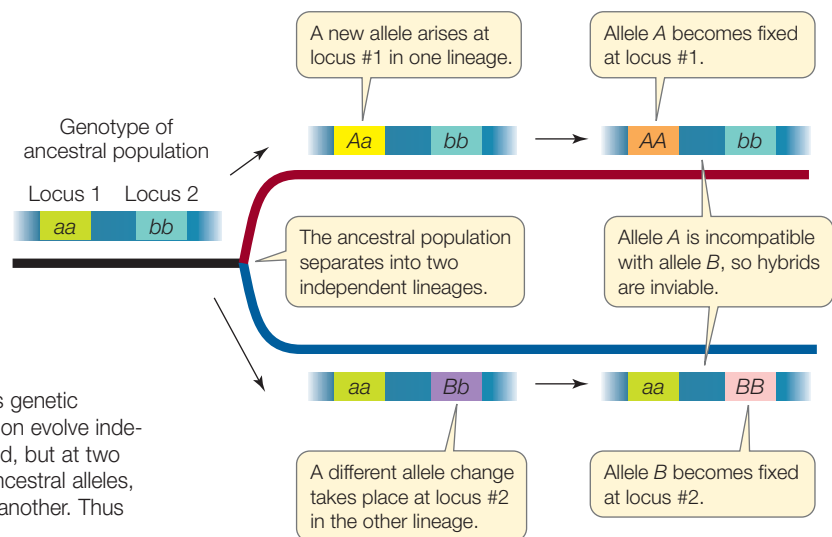 A new allele arises at
locus #1 in one lineage.
Allele A becomes fixed
at locus #1.
Genotype of
ancestral population
Aa
bb
AA
bb
Locus 1 Locus 2
aa
bb
The ancestral population
separates into two
independent lineages.
Allele A is incompatible
with allele B, so hybrids
are inviable.
aa
Bb
aa
BB
s genetic
on evolve inde-
d, but at two
ncestral alleles,
another. Thus
A different allele change
takes place at locus #2
in the other lineage.
Allele B becomes fixed
at locus #2.